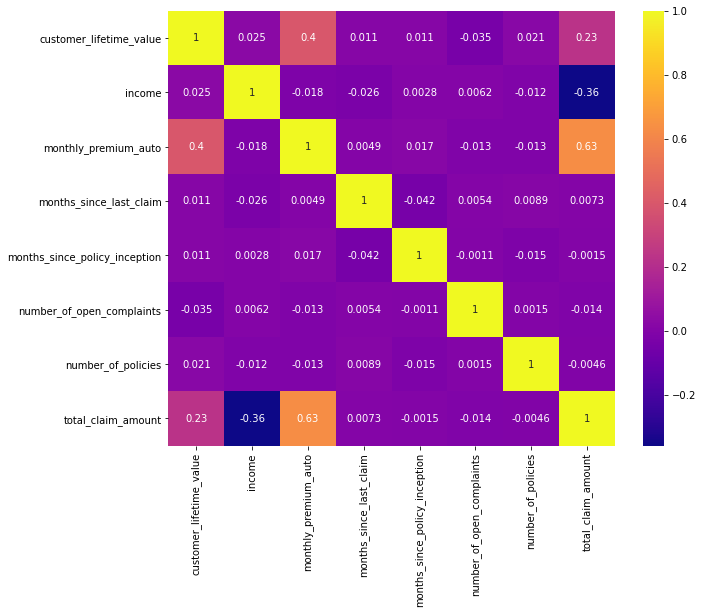 customer_lifetime_value 1 0.025 0.4 0.011 0.011 -0.035 0.021 0.23
income 0.025 1 -0.018 -0.026 0.0028 0.0062 -0.012 -0.36
monthly_premium_auto 0.4 -0.018 1 0.0049 0.017 -0.013 -0.013 0.63
months_since_last_claim 0.011 -0.026 0.0049 1 -0.042 0.0054 0.0089 0.0073
months_since_policy_inception 0.011 0.0028 0.017 -0.042 1 -0.0011 -0.015 -0.0015
number_of_open_complaints -0.035 0.0062 -0.013 0.0054 -0.0011 1 0.0015 -0.014
number_of_policies 0.021 -0.012 -0.013 0.0089 -0.015 0.0015 1 -0.0046
total_claim_amount 0.23 -0.36 0.63 0.0073 -0.0015 -0.014 -0.0046 1
customer_lifetime_value
income
monthly_premium_auto
months_since_last_claim
months_since_policy_inception
number_of_open_complaints
number_of_policies
total_claim_amount
1.0
0.8
0.6
0.4
0.2
0.0
−0.2